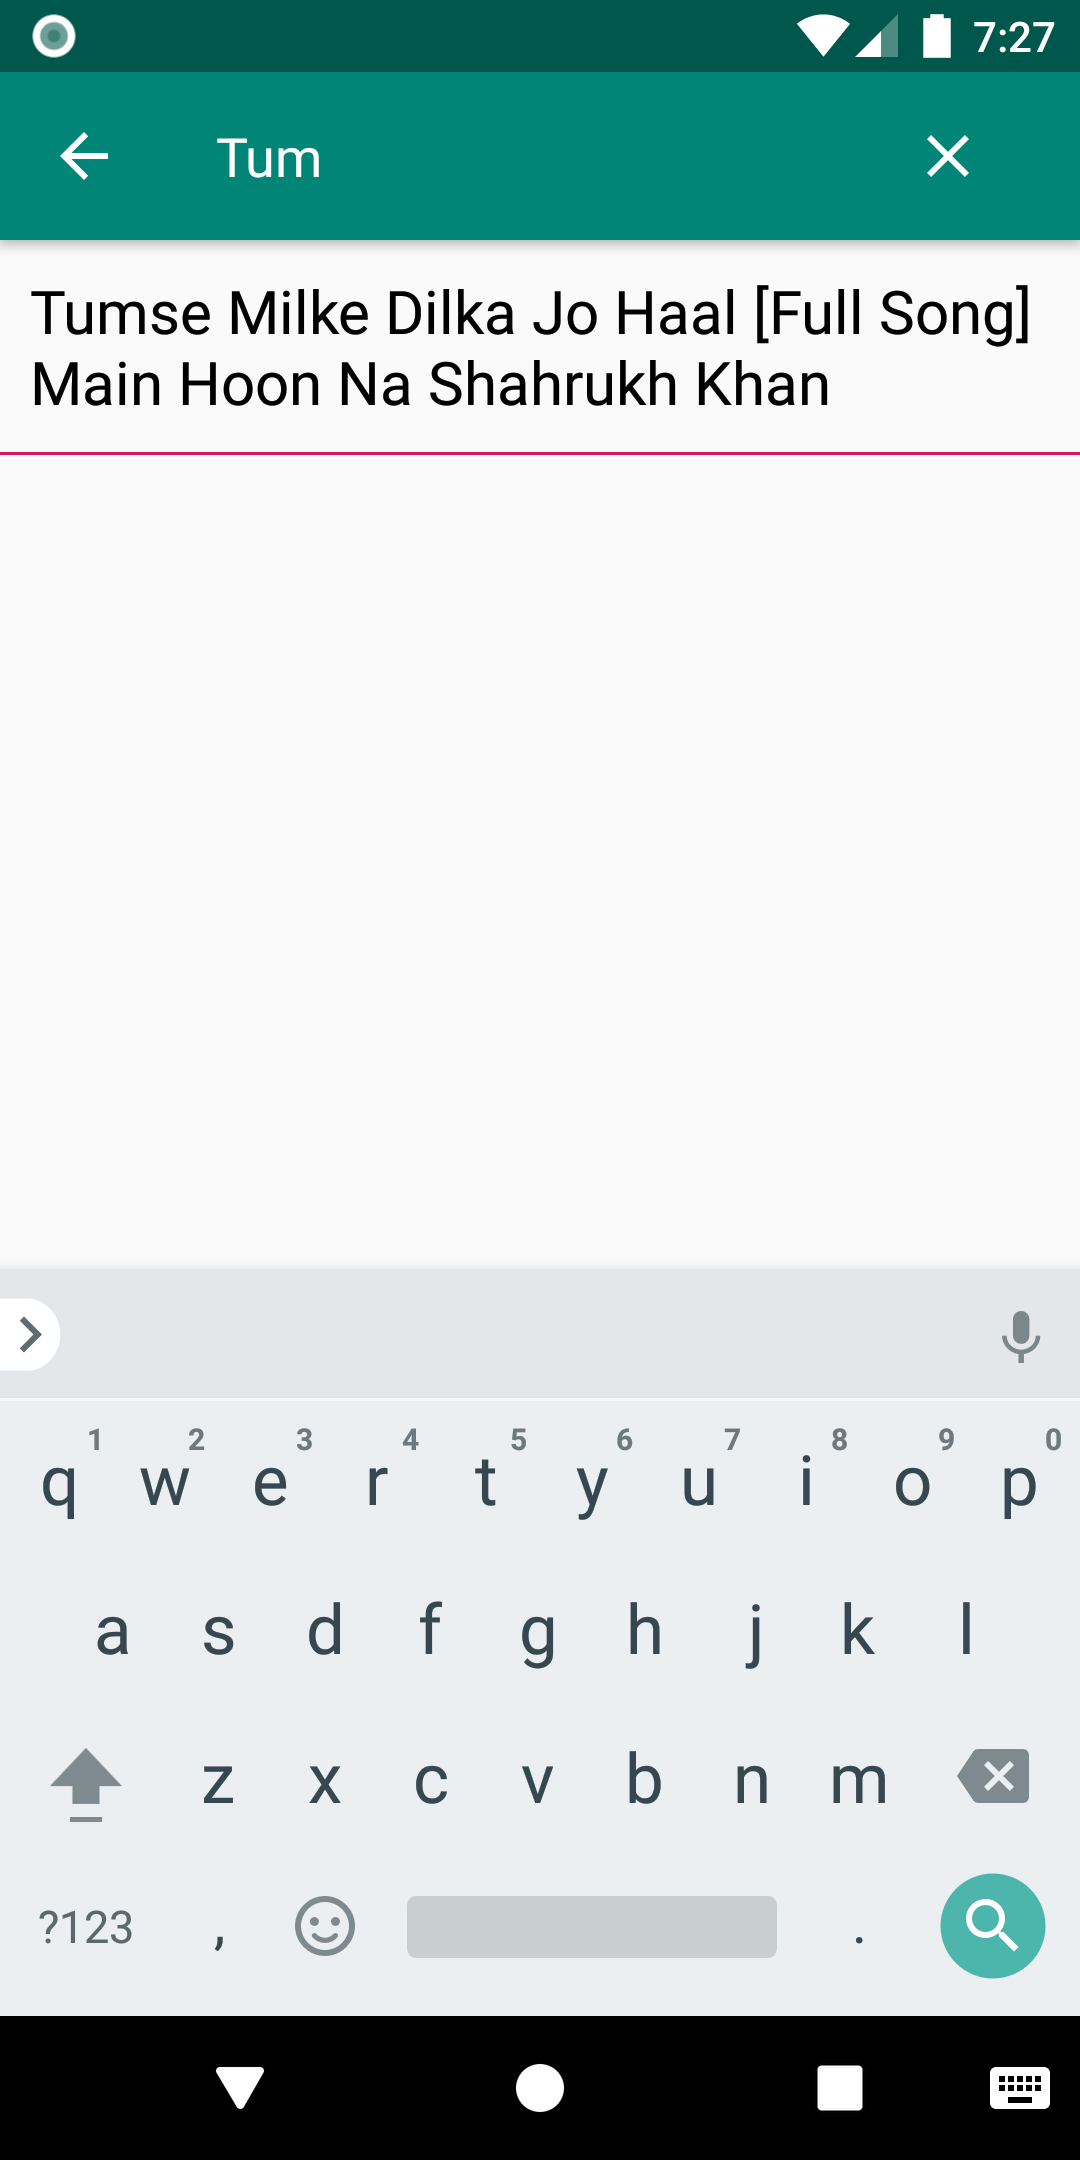 7:27
Tum
Tumse Milke Dilka Jo Haal [Full Song]
Main Hoon Na Shahrukh Khan
1 2 3 4 5 6 7 8 9 0
q w e r t y u i o p
a s d f g h j k l
z x c v b n m
?123 , .